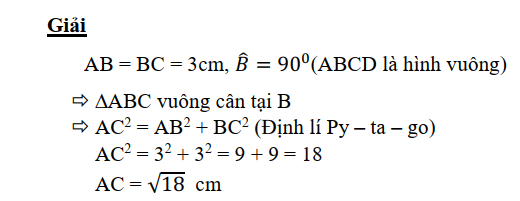 Giải
AB = BC = 3cm, B̂ = 90⁰(ABCD là hình vuông)
⇨ ΔABC vuông cân tại B
⇨ AC² = AB² + BC² (Định lí Py – ta – go)
AC² = 3² + 3² = 9 + 9 = 18
AC = √18 cm